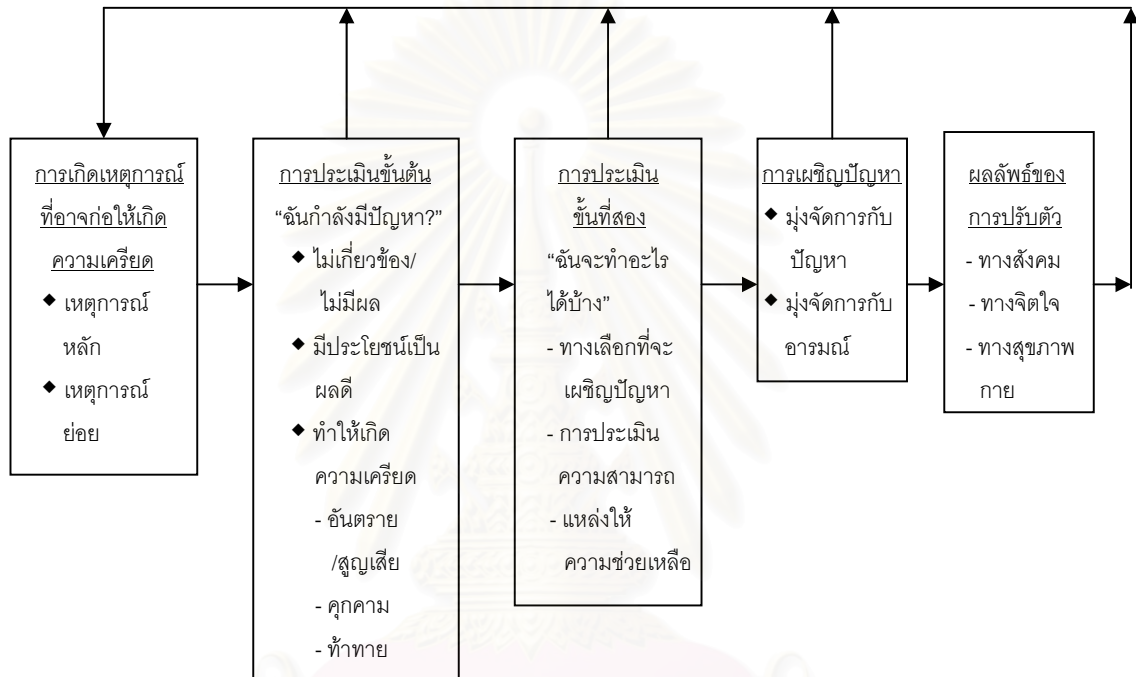 การเกิดเหตุการณ์
ที่อาจก่อให้เกิด
ความเครียด
◆ เหตุการณ์
หลัก
◆ เหตุการณ์
ย่อย
การประเมินขั้นต้น
“ฉันกำลังมีปัญหา?”
◆ ไม่เกี่ยวข้อง/
ไม่มีผล
◆ มีประโยชน์เป็น
ผลดี
◆ ทำให้เกิด
ความเครียด
- อันตราย
/สูญเสีย
- คุกคาม
- ท้าทาย
การประเมิน
ขั้นที่สอง
“ฉันจะทำอะไร
ได้บ้าง”
- ทางเลือกที่จะ
เผชิญปัญหา
- การประเมิน
ความสามารถ
- แหล่งให้
ความช่วยเหลือ
การเผชิญปัญหา
◆ มุ่งจัดการกับ
ปัญหา
◆ มุ่งจัดการกับ
อารมณ์
ผลลัพธ์ของ
การปรับตัว
- ทางสังคม
- ทางจิตใจ
- ทางสุขภาพ
กาย